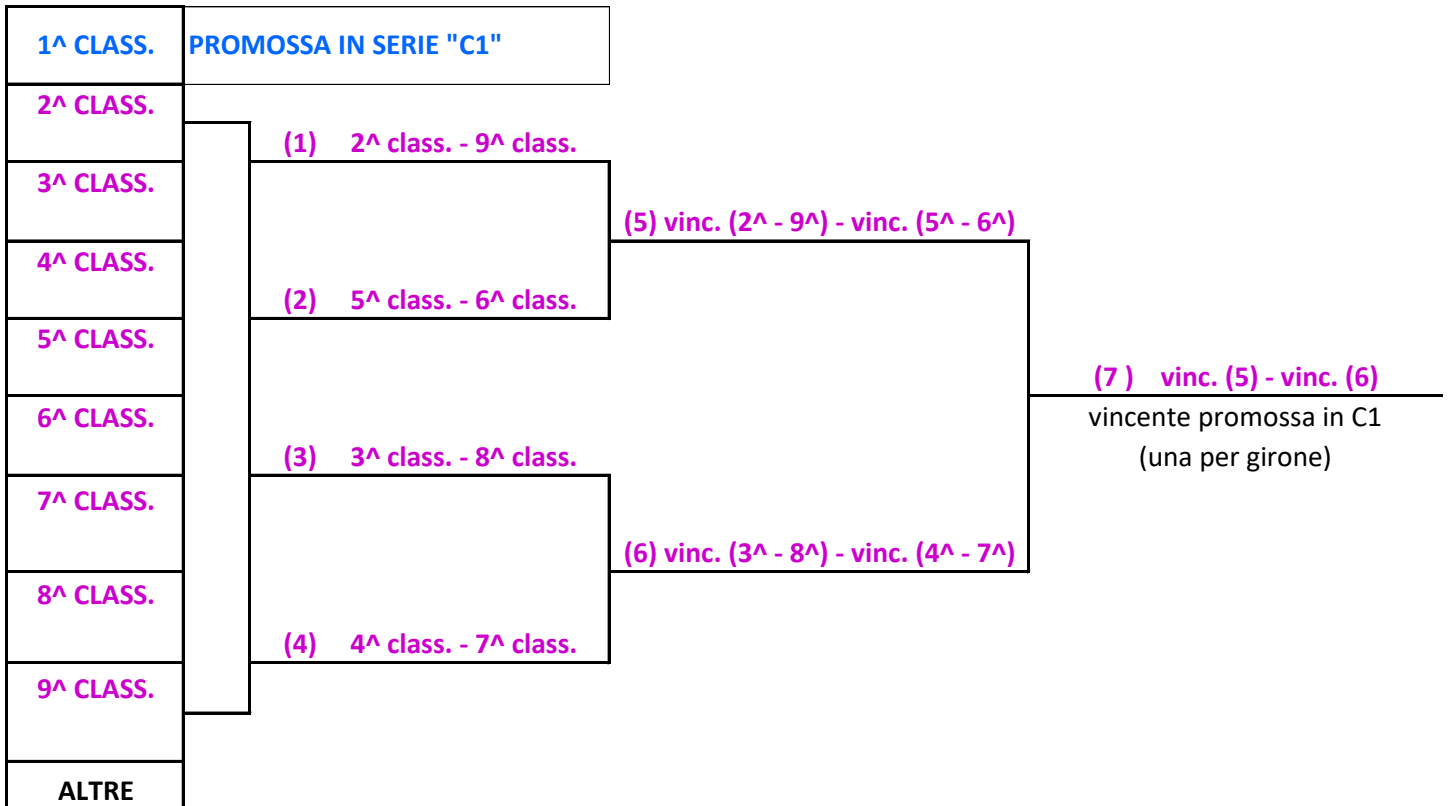 1^ CLASS. PROMOSSA IN SERIE "C1"
2^ CLASS.
(1) 2^ class. - 9^ class.
3^ CLASS.
(5) vinc. (2^ - 9^) - vinc. (5^ - 6^)
4^ CLASS.
(2) 5^ class. - 6^ class.
5^ CLASS.
(7 ) vinc. (5) - vinc. (6)
6^ CLASS.
vincente promossa in C1
(3) 3^ class. - 8^ class.
(una per girone)
7^ CLASS.
(6) vinc. (3^ - 8^) - vinc. (4^ - 7^)
8^ CLASS.
(4) 4^ class. - 7^ class.
9^ CLASS.
ALTRE